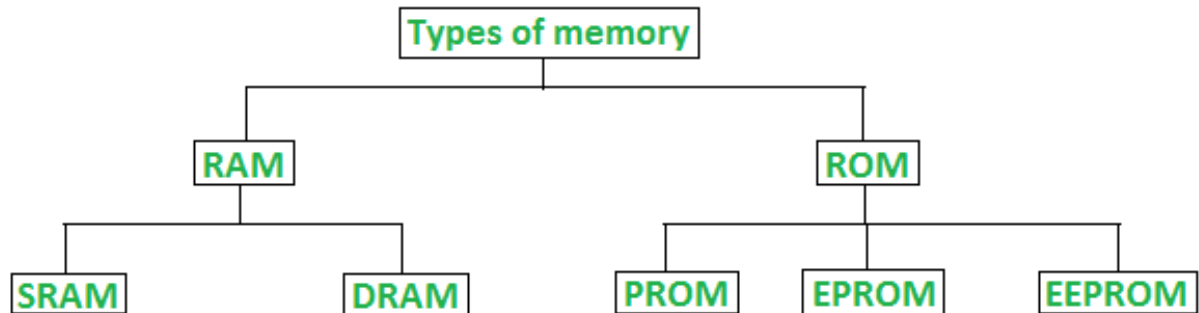 Types of memory
RAM
ROM
SRAM
DRAM
PROM
EPROM
EEPROM